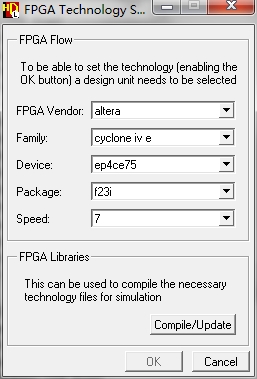 HDL FPGA Technology S...
FPGA Flow
To be able to set the technology (enabling the
OK button) a design unit needs to be selected
FPGA Vendor: altera
Family: cyclone iv e
Device: ep4ce75
Package: f23i
Speed: 7
FPGA Libraries
This can be used to compile the necessary
technology files for simulation
Compile/Update
OK Cancel